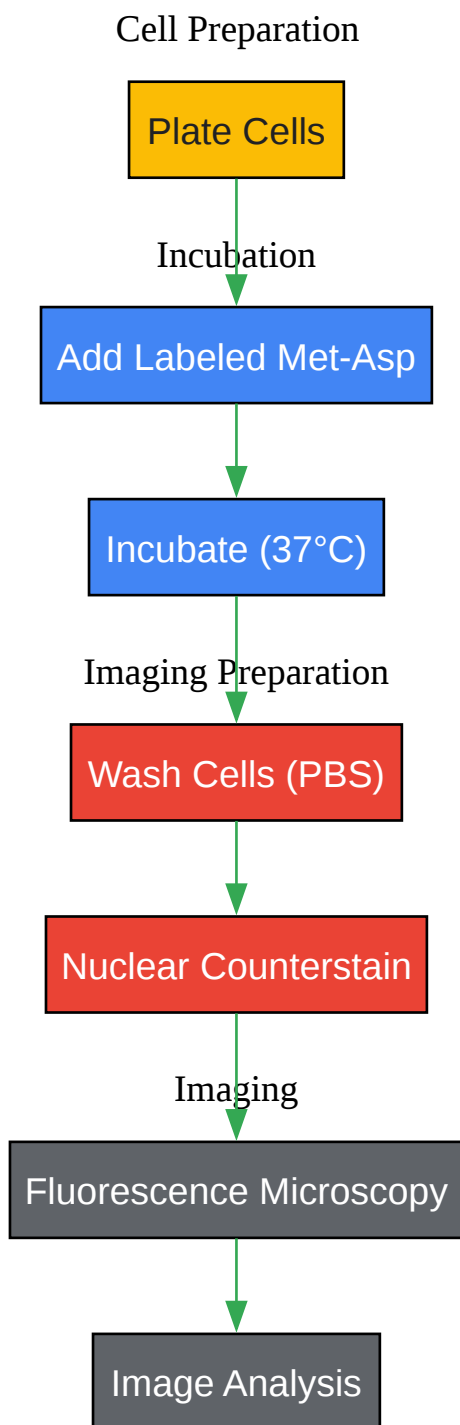 Cell Preparation
Plate Cells
Incubation
Add Labeled Met-Asp
Incubate (37°C)
Imaging Preparation
Wash Cells (PBS)
Nuclear Counterstain
Imaging
Fluorescence Microscopy
Image Analysis